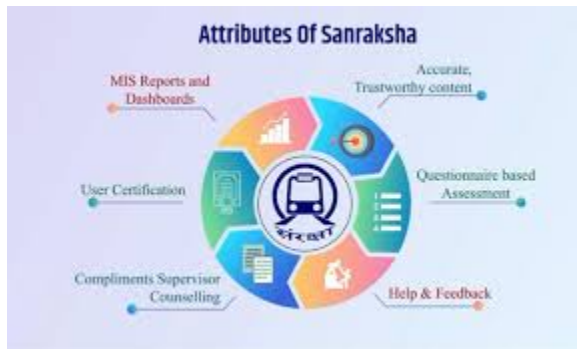 Attributes Of Sanraksha
MIS Reports and
Dashboards
Accurate,
Trustworthy content
User Certification
Questionnaire based
Assessment
Compliments Supervisor
Counselling
Help & Feedback
संरक्षा